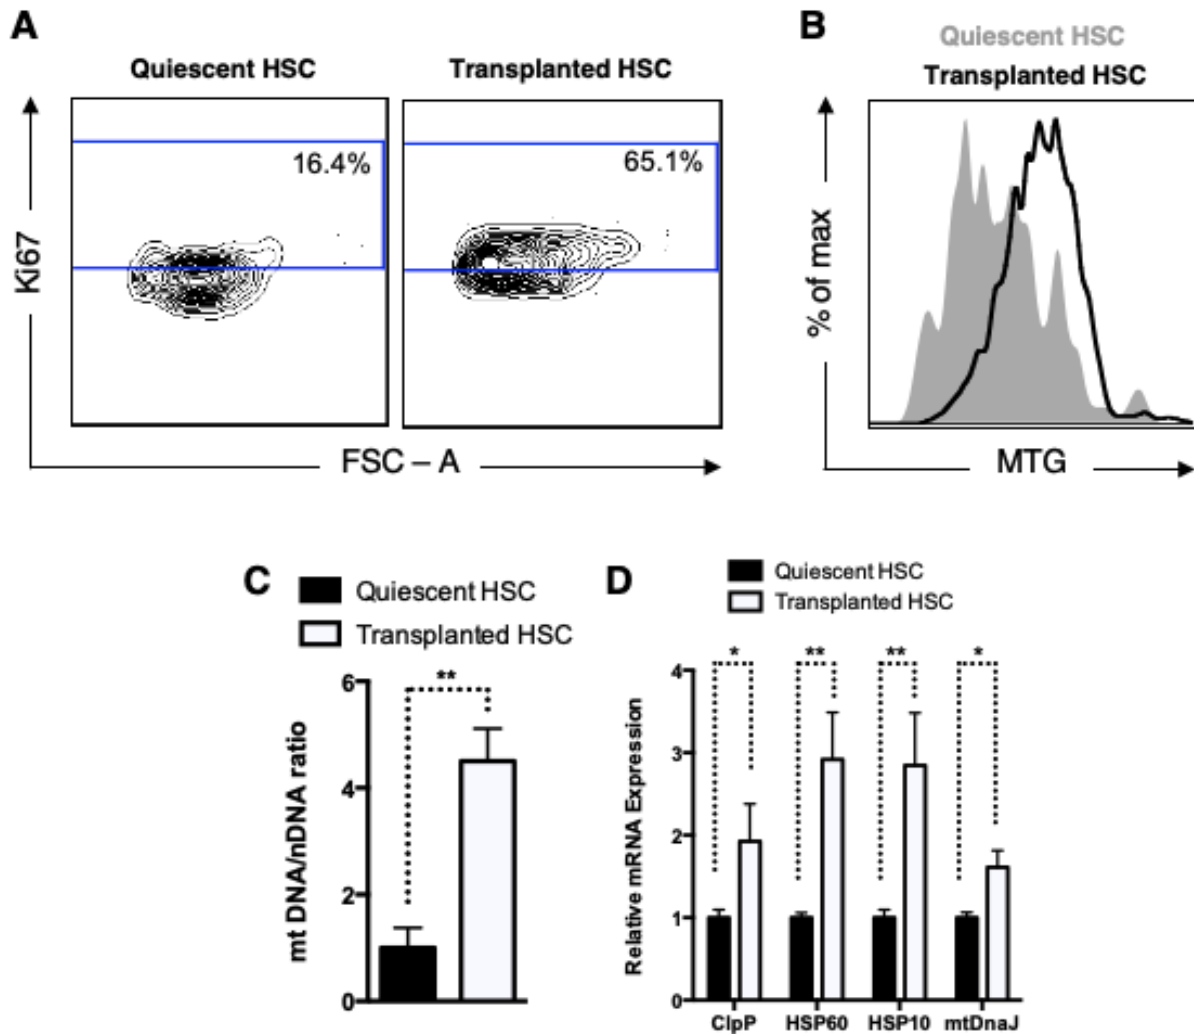 A
Quiescent HSC
Transplanted HSC
16.4%
65.1%
Ki67
FSC – A
B
Quiescent HSC
Transplanted HSC
% of max
MTG
C
Quiescent HSC
Transplanted HSC
**
mt DNA/nDNA ratio
6
4
2
0
D
Quiescent HSC
Transplanted HSC
* ** ** *
Relative mRNA Expression
4
3
2
1
0
ClpP HSP60 HSP10 mtDnaJ